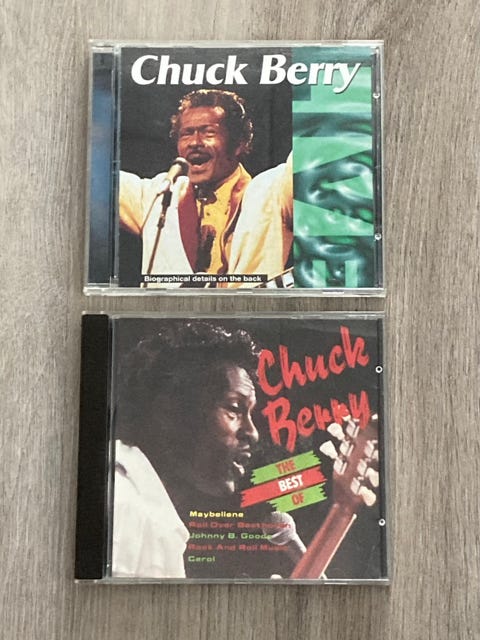 Chuck Berry
LIVE
Biographical details on the back
Chuck
Berry
THE
BEST
OF
Maybellene
Roll Over Beethoven
Johnny B. Goode
Rock And Roll Music
Carol